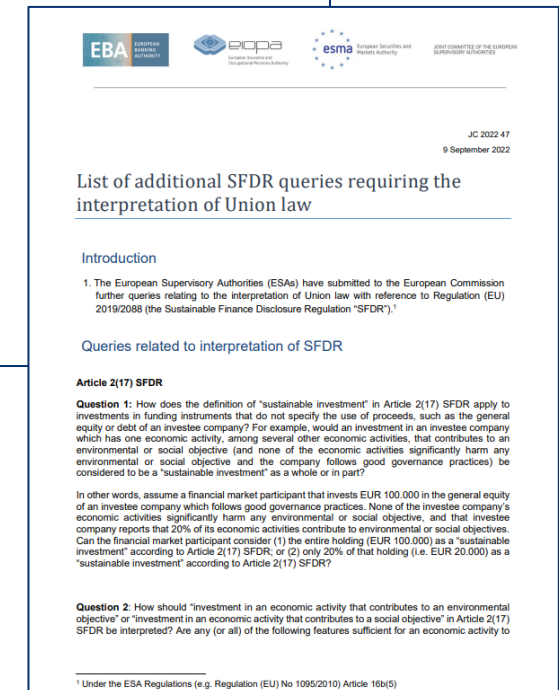 EBA EUROPEAN
BANKING
AUTHORITY
eiopa
European Insurance and
Occupational Pensions Authority
esma European Securities and
Markets Authority
JOINT COMMITTEE OF THE EUROPEAN
SUPERVISORY AUTHORITIES
JC 2022 47
9 September 2022
List of additional SFDR queries requiring the
interpretation of Union law
Introduction
1. The European Supervisory Authorities (ESAs) have submitted to the European Commission
further queries relating to the interpretation of Union law with reference to Regulation (EU)
2019/2088 (the Sustainable Finance Disclosure Regulation “SFDR”).¹
Queries related to interpretation of SFDR
Article 2(17) SFDR
Question 1: How does the definition of “sustainable investment” in Article 2(17) SFDR apply to
investments in funding instruments that do not specify the use of proceeds, such as the general
equity or debt of an investee company? For example, would an investment in an investee company
which has one economic activity, among several other economic activities, that contributes to an
environmental or social objective (and none of the economic activities significantly harm any
environmental or social objective and the company follows good governance practices) be
considered to be a “sustainable investment” as a whole or in part?
In other words, assume a financial market participant that invests EUR 100.000 in the general equity
of an investee company which follows good governance practices. None of the investee company’s
economic activities significantly harm any environmental or social objective, and that investee
company reports that 20% of its economic activities contribute to environmental or social objectives.
Can the financial market participant consider (1) the entire holding (EUR 100.000) as a “sustainable
investment” according to Article 2(17) SFDR; or (2) only 20% of that holding (i.e. EUR 20.000) as a
“sustainable investment” according to Article 2(17) SFDR?
Question 2: How should “investment in an economic activity that contributes to an environmental
objective” or “investment in an economic activity that contributes to a social objective” in Article 2(17)
SFDR be interpreted? Are any (or all) of the following features sufficient for an economic activity to
¹ Under the ESA Regulations (e.g. Regulation (EU) No 1095/2010) Article 16b(5)